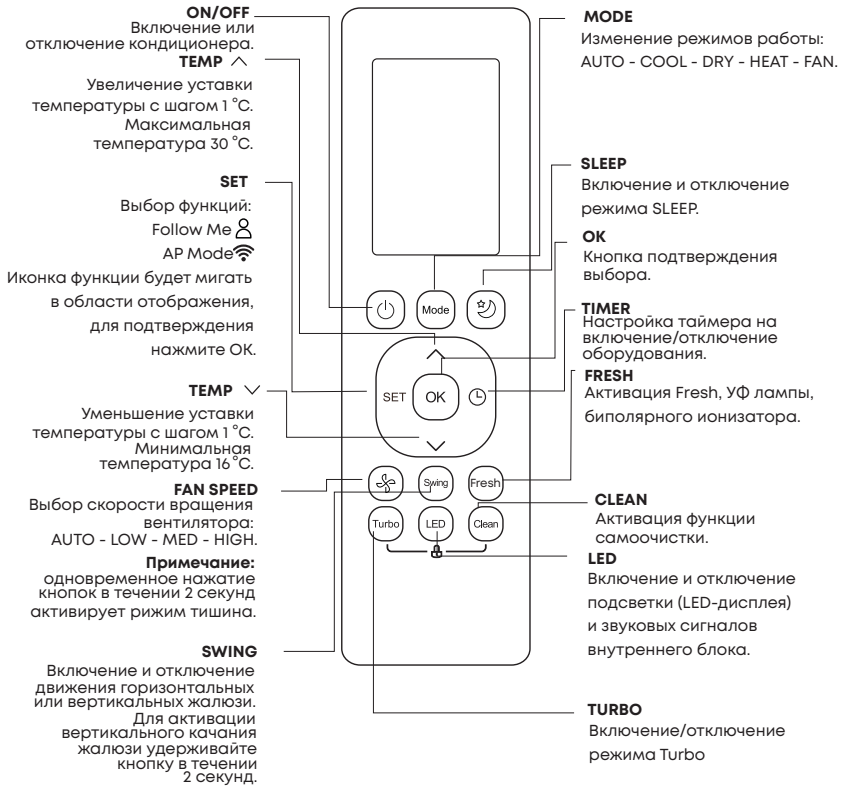 ON/OFF
Включение или
отключение кондиционера.
TEMP
Увеличение уставки
температуры с шагом 1 °C.
Максимальная
температура 30 °C.
SET
Выбор функций:
Follow Me
AP Mode
Иконка функции будет мигать
в области отображения,
для подтверждения
нажмите ОК.
TEMP
Уменьшение уставки
температуры с шагом 1 °C.
Минимальная
температура 16 °C.
FAN SPEED
Выбор скорости вращения
вентилятора:
AUTO - LOW - MED - HIGH.
Примечание:
одновременное нажатие
кнопок в течении 2 секунд
активирует рижим тишина.
SWING
Включение и отключение
движения горизонтальных
или вертикальных жалюзи.
Для активации
вертикального качания
жалюзи удерживайте
кнопку в течении
2 секунд.
Mode
SET
OK
Swing
Fresh
Turbo
LED
Clean
MODE
Изменение режимов работы:
AUTO - COOL - DRY - HEAT - FAN.
SLEEP
Включение и отключение
режима SLEEP.
OK
Кнопка подтверждения
выбора.
TIMER
Настройка таймера на
включение/отключение
оборудования.
FRESH
Активация Fresh, УФ лампы,
биполярного ионизатора.
CLEAN
Активация функции
самоочистки.
LED
Включение и отключение
подсветки (LED-дисплея)
и звуковых сигналов
внутреннего блока.
TURBO
Включение/отключение
режима Turbo